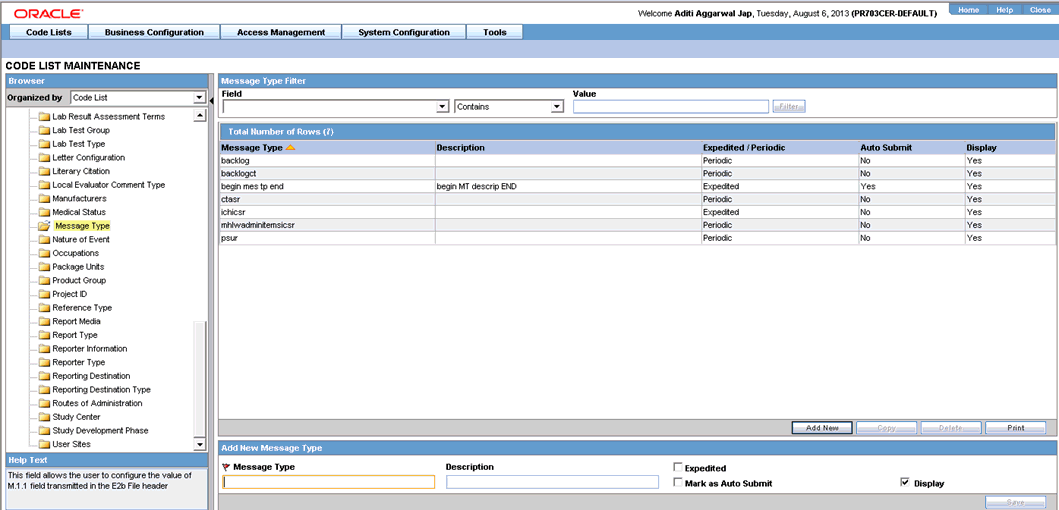 ORACLE®
Welcome Aditi Aggarwal Jap, Tuesday, August 6, 2013 (PR703CER-DEFAULT)
Home Help Close
Code Lists Business Configuration Access Management System Configuration Tools
CODE LIST MAINTENANCE
Browser
Organized by Code List
Lab Result Assessment Terms
Lab Test Group
Lab Test Type
Letter Configuration
Literary Citation
Local Evaluator Comment Type
Manufacturers
Medical Status
Message Type
Nature of Event
Occupations
Package Units
Product Group
Project ID
Reference Type
Report Media
Report Type
Reporter Information
Reporter Type
Reporting Destination
Reporting Destination Type
Routes of Administration
Study Center
Study Development Phase
User Sites
Help Text
This field allows the user to configure the value of
M.1.1 field transmitted in the E2b File header
Message Type Filter
Field Value
Contains Filter
Total Number of Rows (7)
Message Type Description Expedited / Periodic Auto Submit Display
backlog Periodic No Yes
backlogct Periodic No Yes
begin mes tp end begin MT descrip END Expedited Yes Yes
ctasr Periodic No Yes
ichicsr Expedited No Yes
mhlwadminitemsicsr Periodic No Yes
psur Periodic No Yes
Add New Copy Delete Print
Add New Message Type
Message Type Description Expedited
Mark as Auto Submit Display
Save